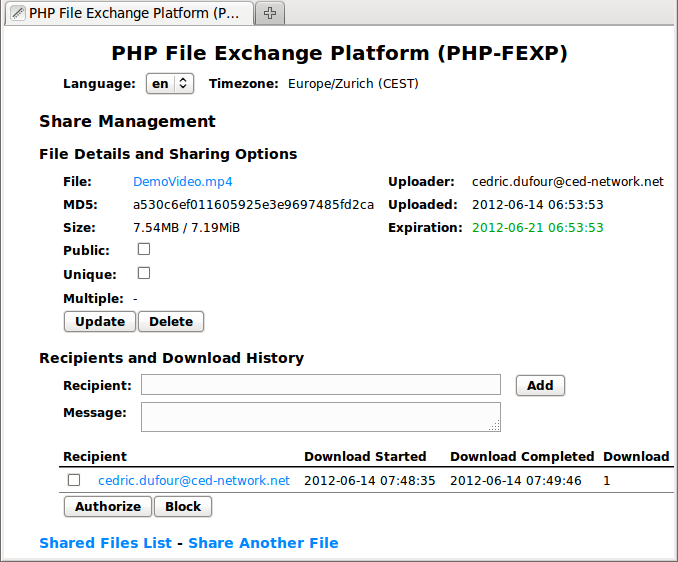 PHP File Exchange Platform (P...
PHP File Exchange Platform (PHP-FEXP)
Language: en Timezone: Europe/Zurich (CEST)
Share Management
File Details and Sharing Options
File: DemoVideo.mp4 Uploader: cedric.dufour@ced-network.net
MD5: a530c6ef011605925e3e9697485fd2ca Uploaded: 2012-06-14 06:53:53
Size: 7.54MB / 7.19MiB Expiration: 2012-06-21 06:53:53
Public:
Unique:
Multiple: -
Update Delete
Recipients and Download History
Recipient: Add
Message:
Recipient Download Started Download Completed Download
cedric.dufour@ced-network.net 2012-06-14 07:48:35 2012-06-14 07:49:46 1
Authorize Block
Shared Files List - Share Another File